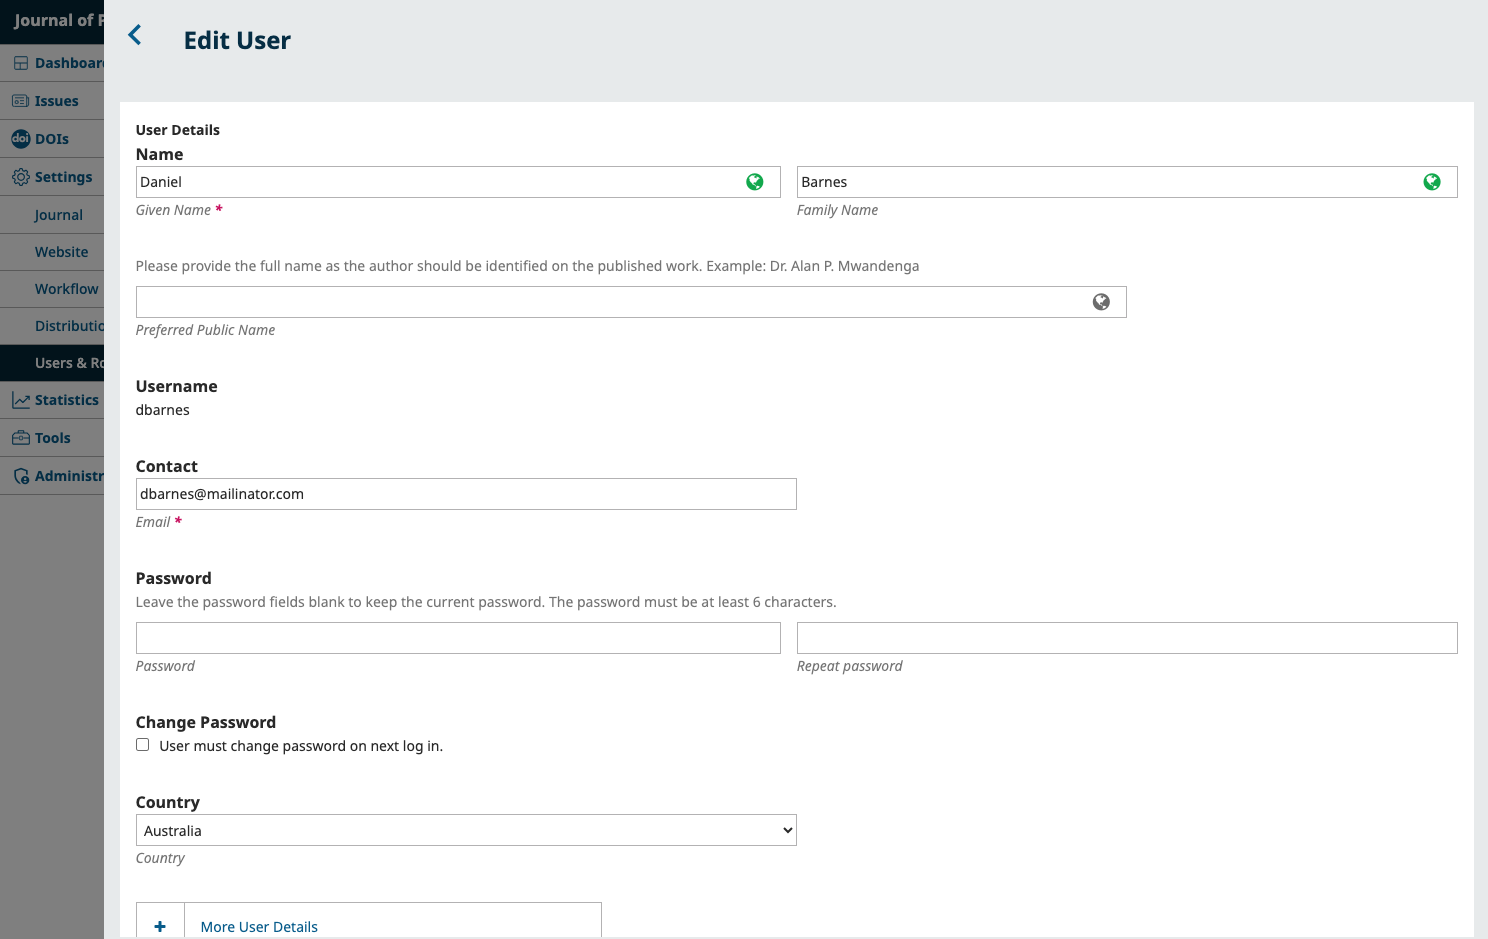 Journal of
Edit User
Dashboar
Issues
doi DOIs
Settings
Journal
Website
Workflow
Distributio
Users & Ro
Statistics
Tools
Administr
User Details
Name
Daniel
Barnes
Given Name *
Family Name
Please provide the full name as the author should be identified on the published work. Example: Dr. Alan P. Mwandenga
Preferred Public Name
Username
dbarnes
Contact
dbarnes@mailinator.com
Email *
Password
Leave the password fields blank to keep the current password. The password must be at least 6 characters.
Password
Repeat password
Change Password
User must change password on next log in.
Country
Australia
Country
+ More User Details